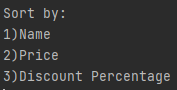 Sort by:
1)Name
2)Price
3)Discount Percentage